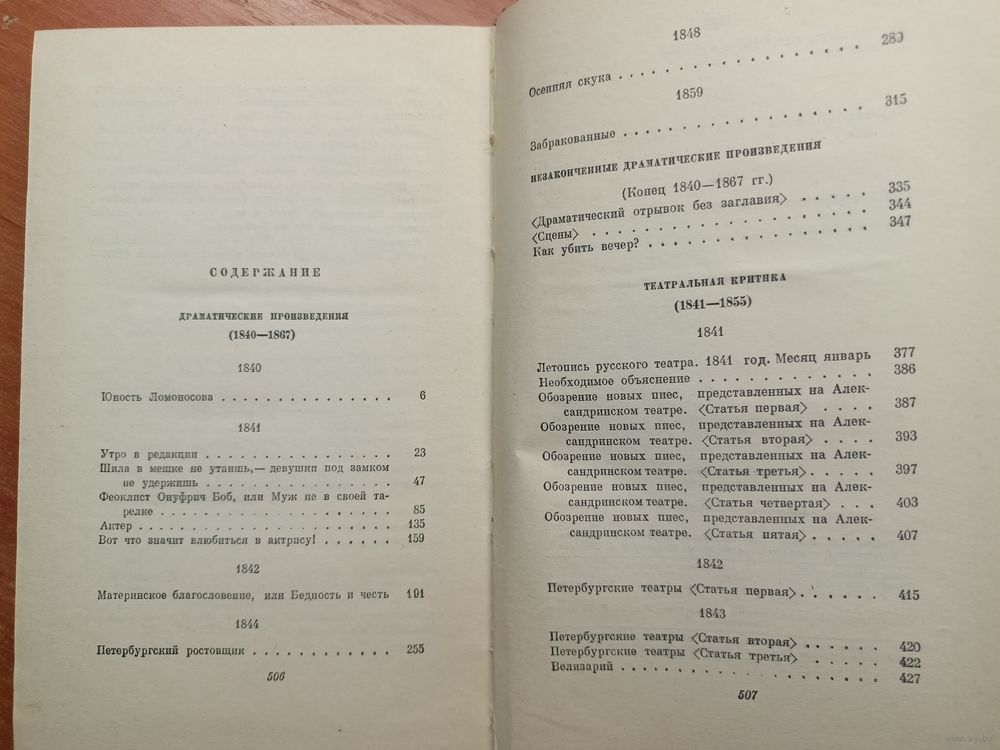 СОДЕРЖАНИЕ
ДРАМАТИЧЕСКИЕ ПРОИЗВЕДЕНИЯ
(1840—1867)
1840
Юность Ломоносова . . . . . . . . . . . . . . . 6
1841
Утро в редакции . . . . . . . . . . . . . . . . 23
Шила в мешке не утаишь,— девушки под замком
не удержишь . . . . . . . . . . . . . . . . 47
Феоклист Онуфрич Боб, или Муж не в своей та-
релке . . . . . . . . . . . . . . . . . . . . 85
Актер . . . . . . . . . . . . . . . . . . . . . 135
Вот что значит влюбиться в актрису! . . . . . . 159
1842
Материнское благословение, или Бедность и честь 191
1844
Петербургский ростовщик . . . . . . . . . . . . 255
506
1848
Осенняя скука . . . . . . . . . . . . . . . . 289
1859
Забракованные . . . . . . . . . . . . . . . . 315
НЕЗАКОНЧЕННЫЕ ДРАМАТИЧЕСКИЕ ПРОИЗВЕДЕНИЯ
(Конец 1840—1867 гг.)
<Драматический отрывок без заглавия> . . . . . 335
<Сцены> . . . . . . . . . . . . . . . . . . 344
Как убить вечер? . . . . . . . . . . . . . . . 347
ТЕАТРАЛЬНАЯ КРИТИКА
(1841—1855)
1841
Летопись русского театра. 1841 год. Месяц январь 377
Необходимое объяснение . . . . . . . . . . . . 386
Обозрение новых пиес, представленных на Алек-
сандринском театре. <Статья первая> . . . . 387
Обозрение новых пиес, представленных на Алек-
сандринском театре. <Статья вторая> . . . . 393
Обозрение новых пиес, представленных на Алек-
сандринском театре. <Статья третья> . . . . . 397
Обозрение новых пиес, представленных на Алек-
сандринском театре. <Статья четвертая> . . . 403
Обозрение новых пиес, представленных на Алек-
сандринском театре. <Статья пятая> . . . . . 407
1842
Петербургские театры <Статья первая> . . . . . . 415
1843
Петербургские театры <Статья вторая> . . . . . . 420
Петербургские театры <Статья третья> . . . . . 422
Велизарий . . . . . . . . . . . . . . . . . . 427
507